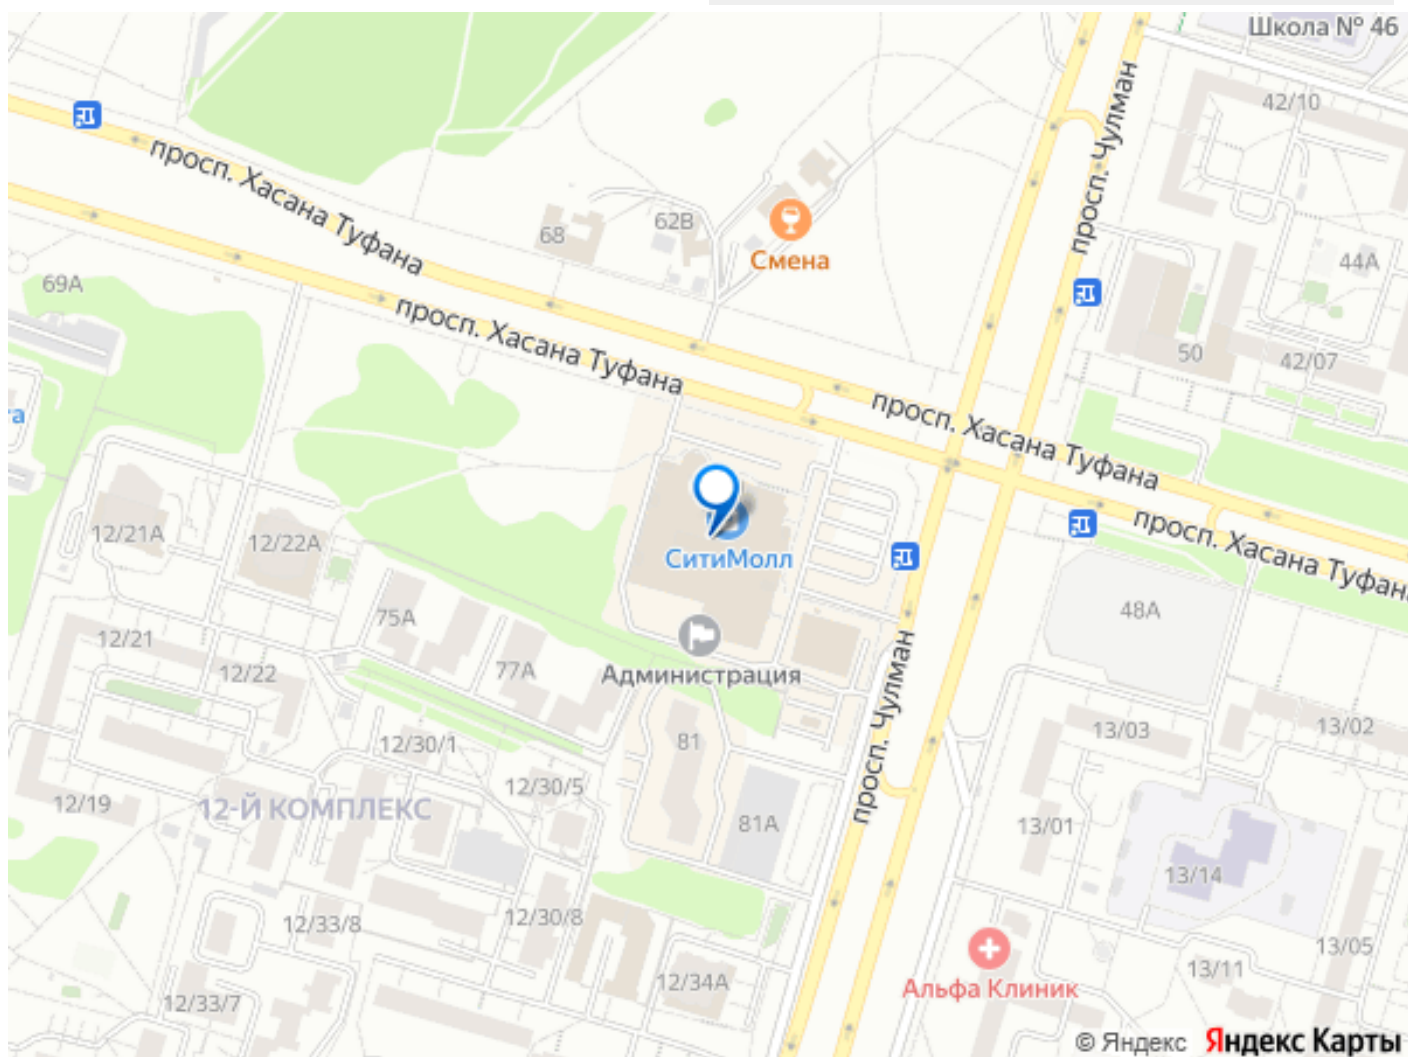 Школа № 46
42/10
просп. Чулман
просп. Хасана Туфана
68
62В
Смена
44А
69А
просп. Чулман
просп. Хасана Туфана
50
42/07
просп. Хасана Туфана
та
12/21А
12/22А
СитиМолл
просп. Хасана Туфана
75А
48А
12/21
12/22
77А
Администрация
просп. Чулман
81
13/03
13/02
12/30/1
12/30/5
12/19
12-Й КОМПЛЕКС
81А
13/01
13/14
12/33/8
12/30/8
13/05
12/34А
13/11
12/33/7
Альфа Клиник
© Яндекс Яндекс Карты